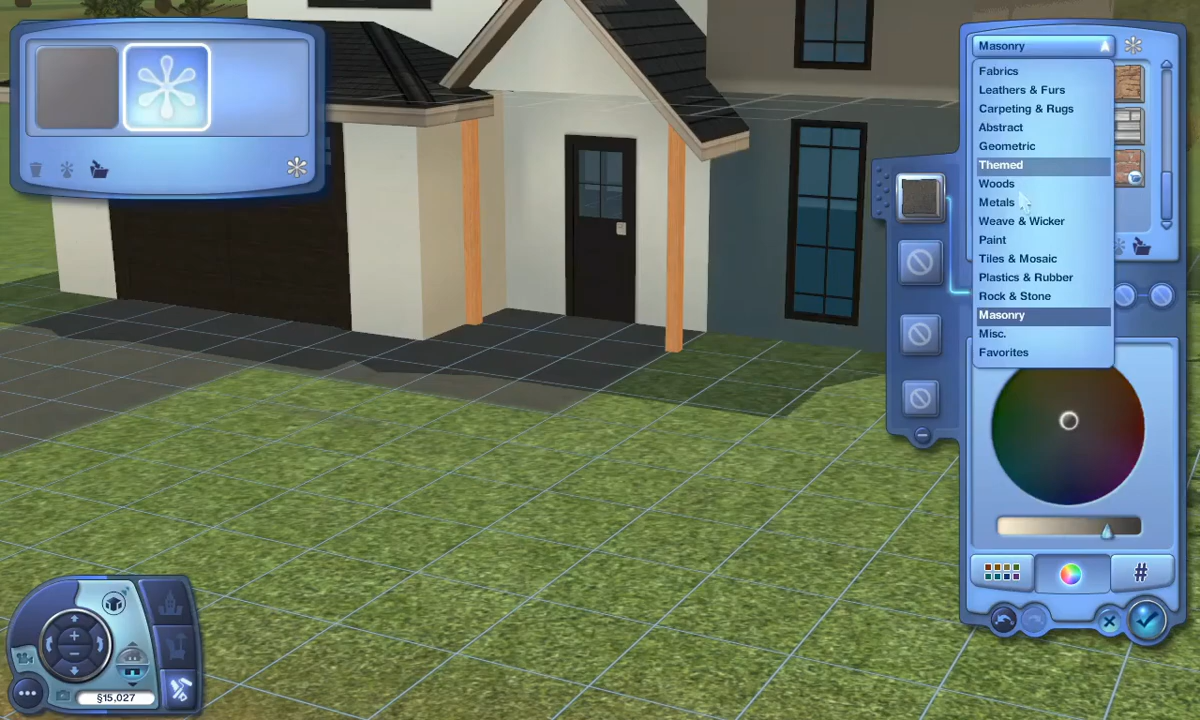 Masonry
Fabrics
Leathers & Furs
Carpeting & Rugs
Abstract
Geometric
Themed
Woods
Metals
Weave & Wicker
Paint
Tiles & Mosaic
Plastics & Rubber
Rock & Stone
Masonry
Misc.
Favorites
#
§15,027